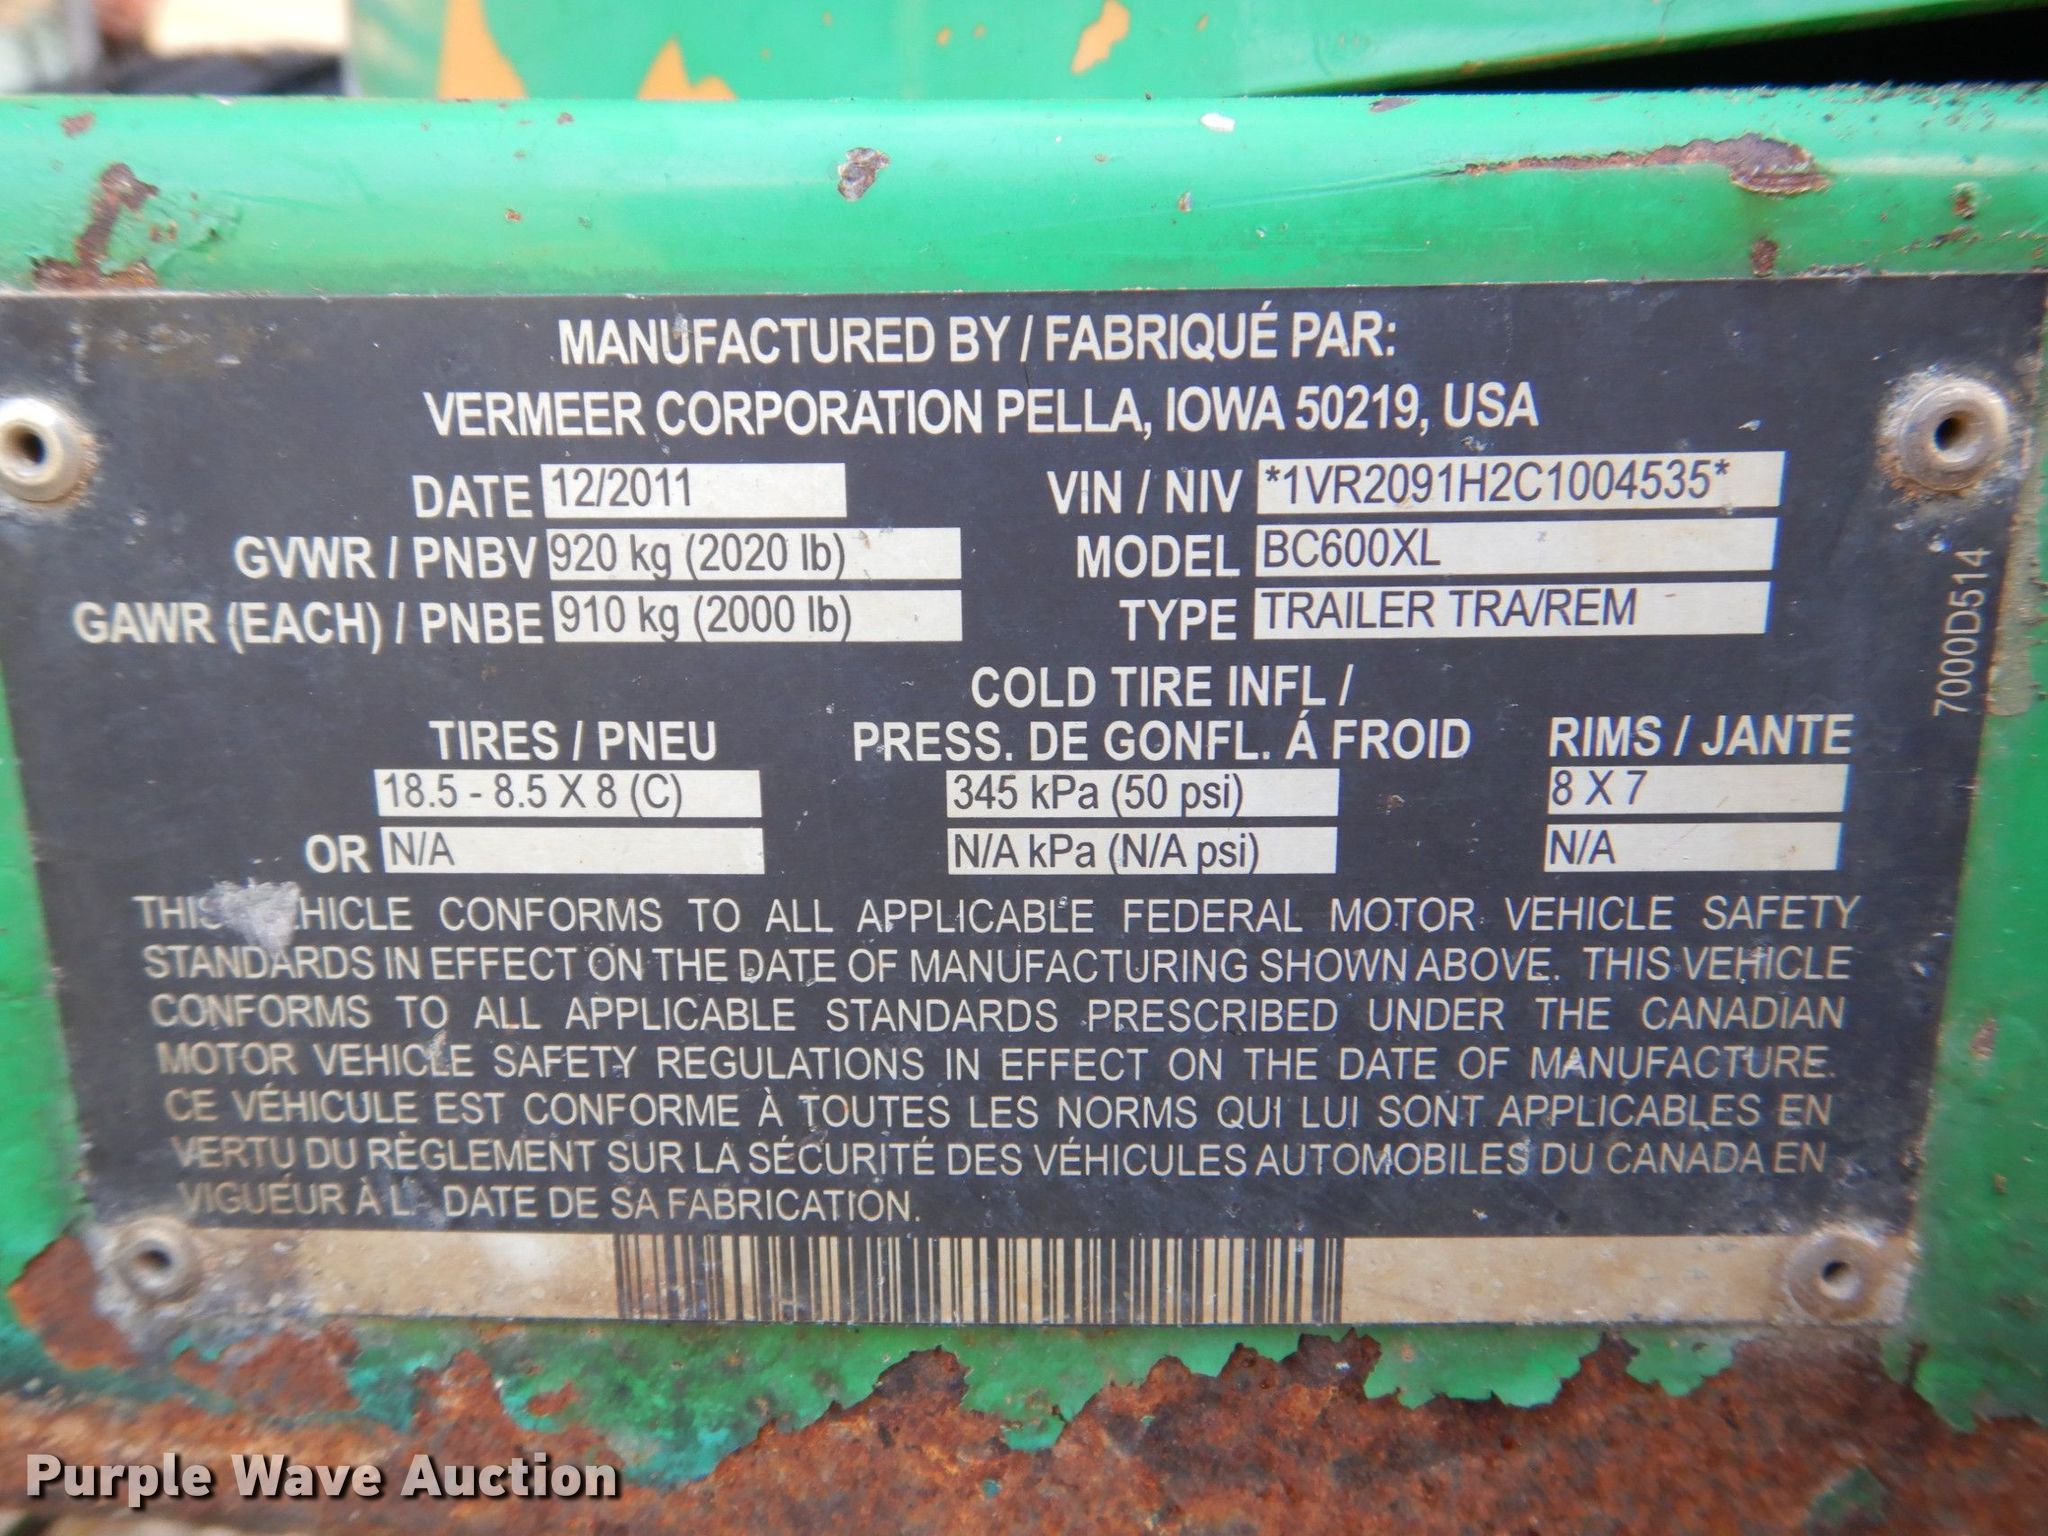 MANUFACTURED BY / FABRIQUÉ PAR:
VERMEER CORPORATION PELLA, IOWA 50219, USA
DATE 12/2011 VIN / NIV *1VR2091H2C1004535*
GVWR / PNBV 920 kg (2020 lb) MODEL BC600XL
GAWR (EACH) / PNBE 910 kg (2000 lb) TYPE TRAILER TRA/REM
7000D514
COLD TIRE INFL /
TIRES / PNEU PRESS. DE GONFL. Á FROID RIMS / JANTE
18.5 - 8.5 X 8 (C) 345 kPa (50 psi) 8 X 7
OR N/A N/A kPa (N/A psi) N/A
THIS VEHICLE CONFORMS TO ALL APPLICABLE FEDERAL MOTOR VEHICLE SAFETY
STANDARDS IN EFFECT ON THE DATE OF MANUFACTURING SHOWN ABOVE. THIS VEHICLE
CONFORMS TO ALL APPLICABLE STANDARDS PRESCRIBED UNDER THE CANADIAN
MOTOR VEHICLE SAFETY REGULATIONS IN EFFECT ON THE DATE OF MANUFACTURE.
CE VÉHICULE EST CONFORME À TOUTES LES NORMS QUI LUI SONT APPLICABLES EN
VERTU DU RÈGLEMENT SUR LA SÉCURITÉ DES VÉHICULES AUTOMOBILES DU CANADA EN
VIGUEUR À L DATE DE SA FABRICATION.
Purple Wave Auction